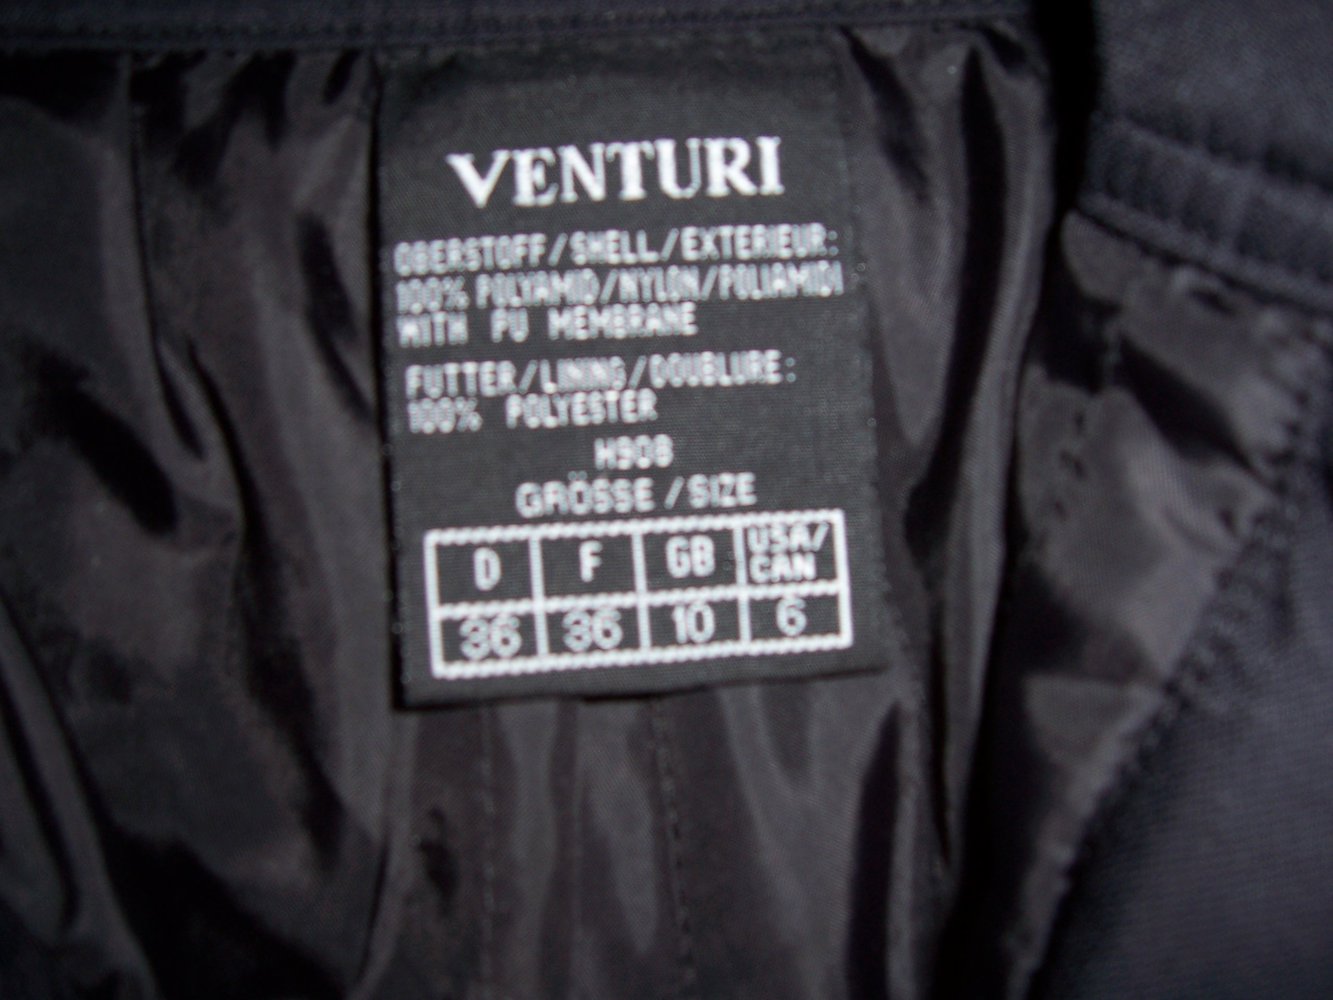 VENTURI
OBERSTOFF/SHELL/EXTERIEUR:
100% POLYAMID/NYLON/POLIAMIDI
WITH PU MEMBRANE
FUTTER/LINING/DOUBLURE:
100% POLYESTER
H908
GRÖSSE/SIZE
D F GB USA/
CAN
36 36 10 6